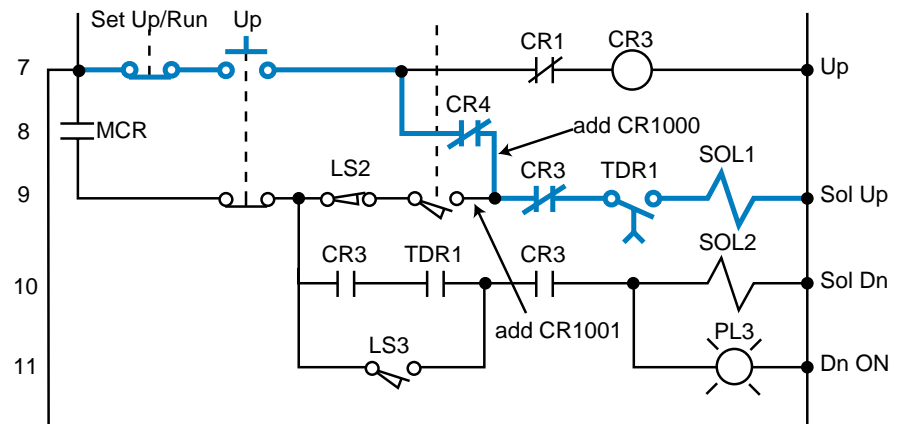 Set Up/Run Up
7 CR1 CR3 Up
CR4
8 MCR add CR1000
LS2 CR3 TDR1 SOL1
9 Sol Up
CR3 TDR1 CR3 SOL2
10 Sol Dn
add CR1001
LS3 PL3
11 Dn ON